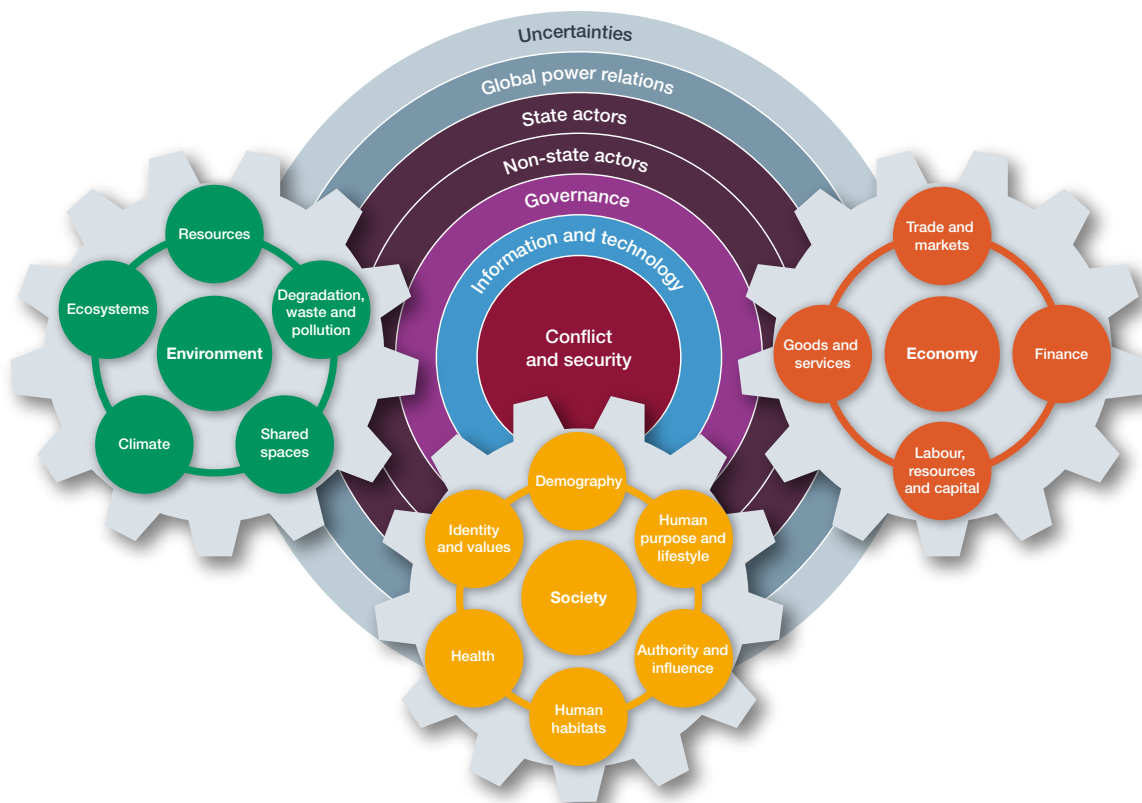 Uncertainties
Global power relations
State actors
Non-state actors
Governance
Information and technology
Conflict
and security
Resources
Ecosystems
Degradation,
waste and
pollution
Environment
Climate
Shared
spaces
Trade and
markets
Goods and
services
Economy
Finance
Labour,
resources
and capital
Demography
Identity
and values
Human
purpose and
lifestyle
Society
Health
Authority and
influence
Human
habitats